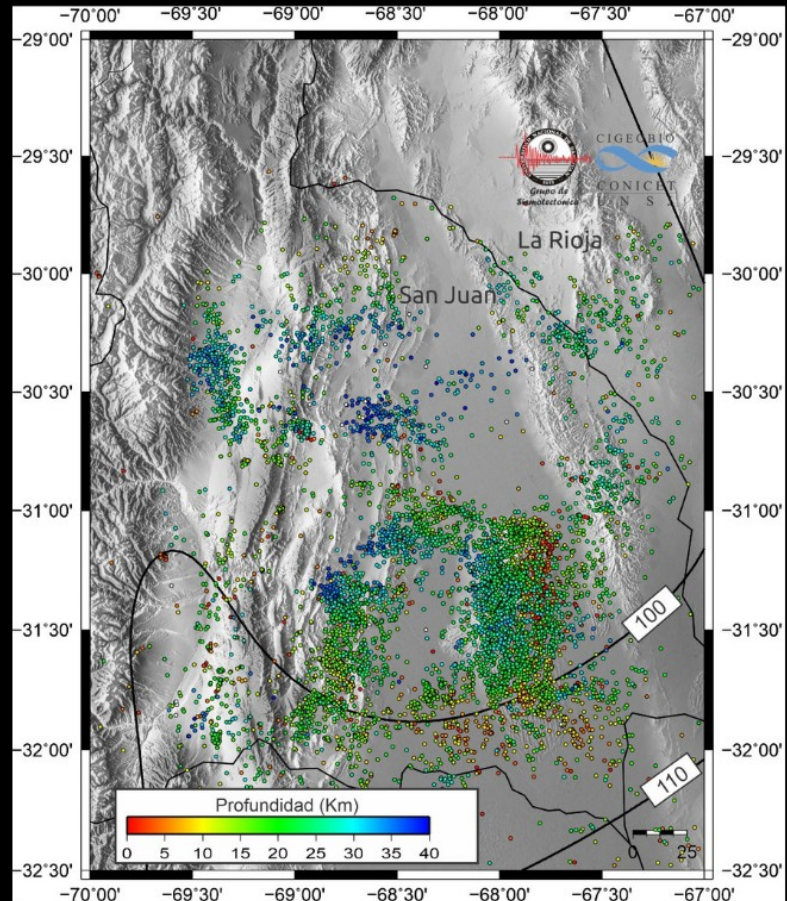 −70°00' −69°30' −69°00' −68°30' −68°00' −67°30' −67°00'
−29°00' −29°00'
−29°30' −29°30'
−30°00' −30°00'
−30°30' −30°30'
−31°00' −31°00'
−31°30' −31°30'
−32°00' −32°00'
−32°30' −32°30'
CIGEOBIO
CONICET
UNSJ
Grupo de
Sismotectonica
La Rioja
San Juan
100
110
Profundidad (Km)
0 5 10 15 20 25 30 35 40
0 25
−70°00' −69°30' −69°00' −68°30' −68°00' −67°30' −67°00'